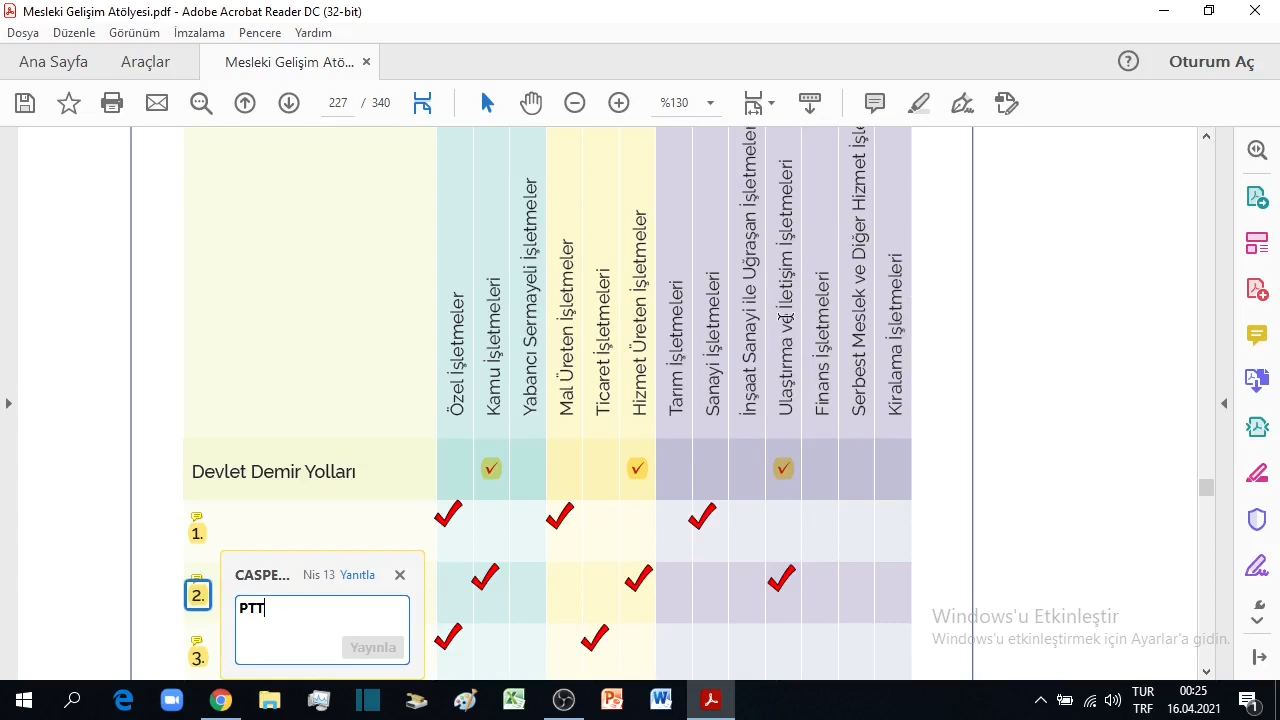 Mesleki Gelişim Atölyesi.pdf - Adobe Acrobat Reader DC (32-bit)
Dosya Düzenle Görünüm İmzalama Pencere Yardım
Ana Sayfa Araçlar Mesleki Gelişim Atö... × Oturum Aç
227 / 340 %130
Özel İşletmeler
Kamu İşletmeleri
Yabancı Sermayeli İşletmeler
Mal Üreten İşletmeler
Ticaret İşletmeleri
Hizmet Üreten İşletmeler
Tarım İşletmeleri
Sanayi İşletmeleri
İnşaat Sanayi ile Uğraşan İşletmeler
Ulaştırma ve İletişim İşletmeleri
Finans İşletmeleri
Serbest Meslek ve Diğer Hizmet İşle
Kiralama İşletmeleri
Devlet Demir Yolları
1.
2.
3.
CASPE... Nis 13 Yanıtla
PTT
Yayınla
Windows'u Etkinleştir
Windows'u etkinleştirmek için Ayarlar'a gidin.
TUR 00:25
TRF 16.04.2021 1